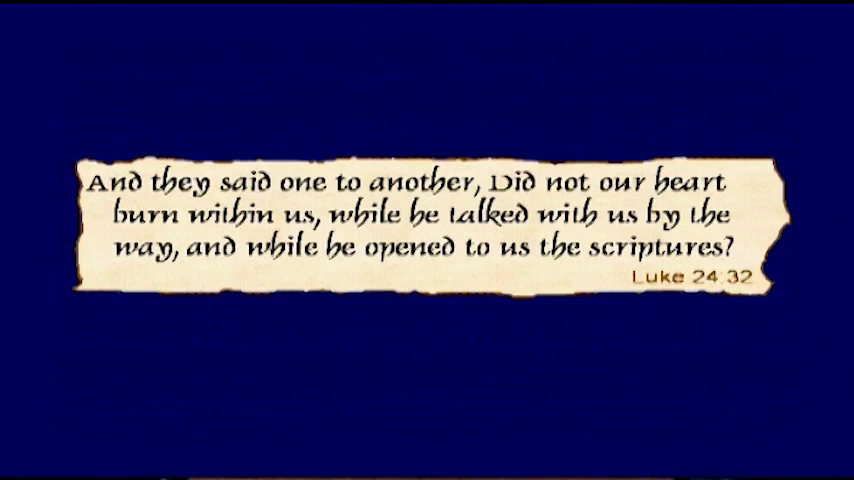 And they said one to another, Did not our heart
burn within us, while he talked with us by the
way, and while he opened to us the scriptures?
Luke 24:32